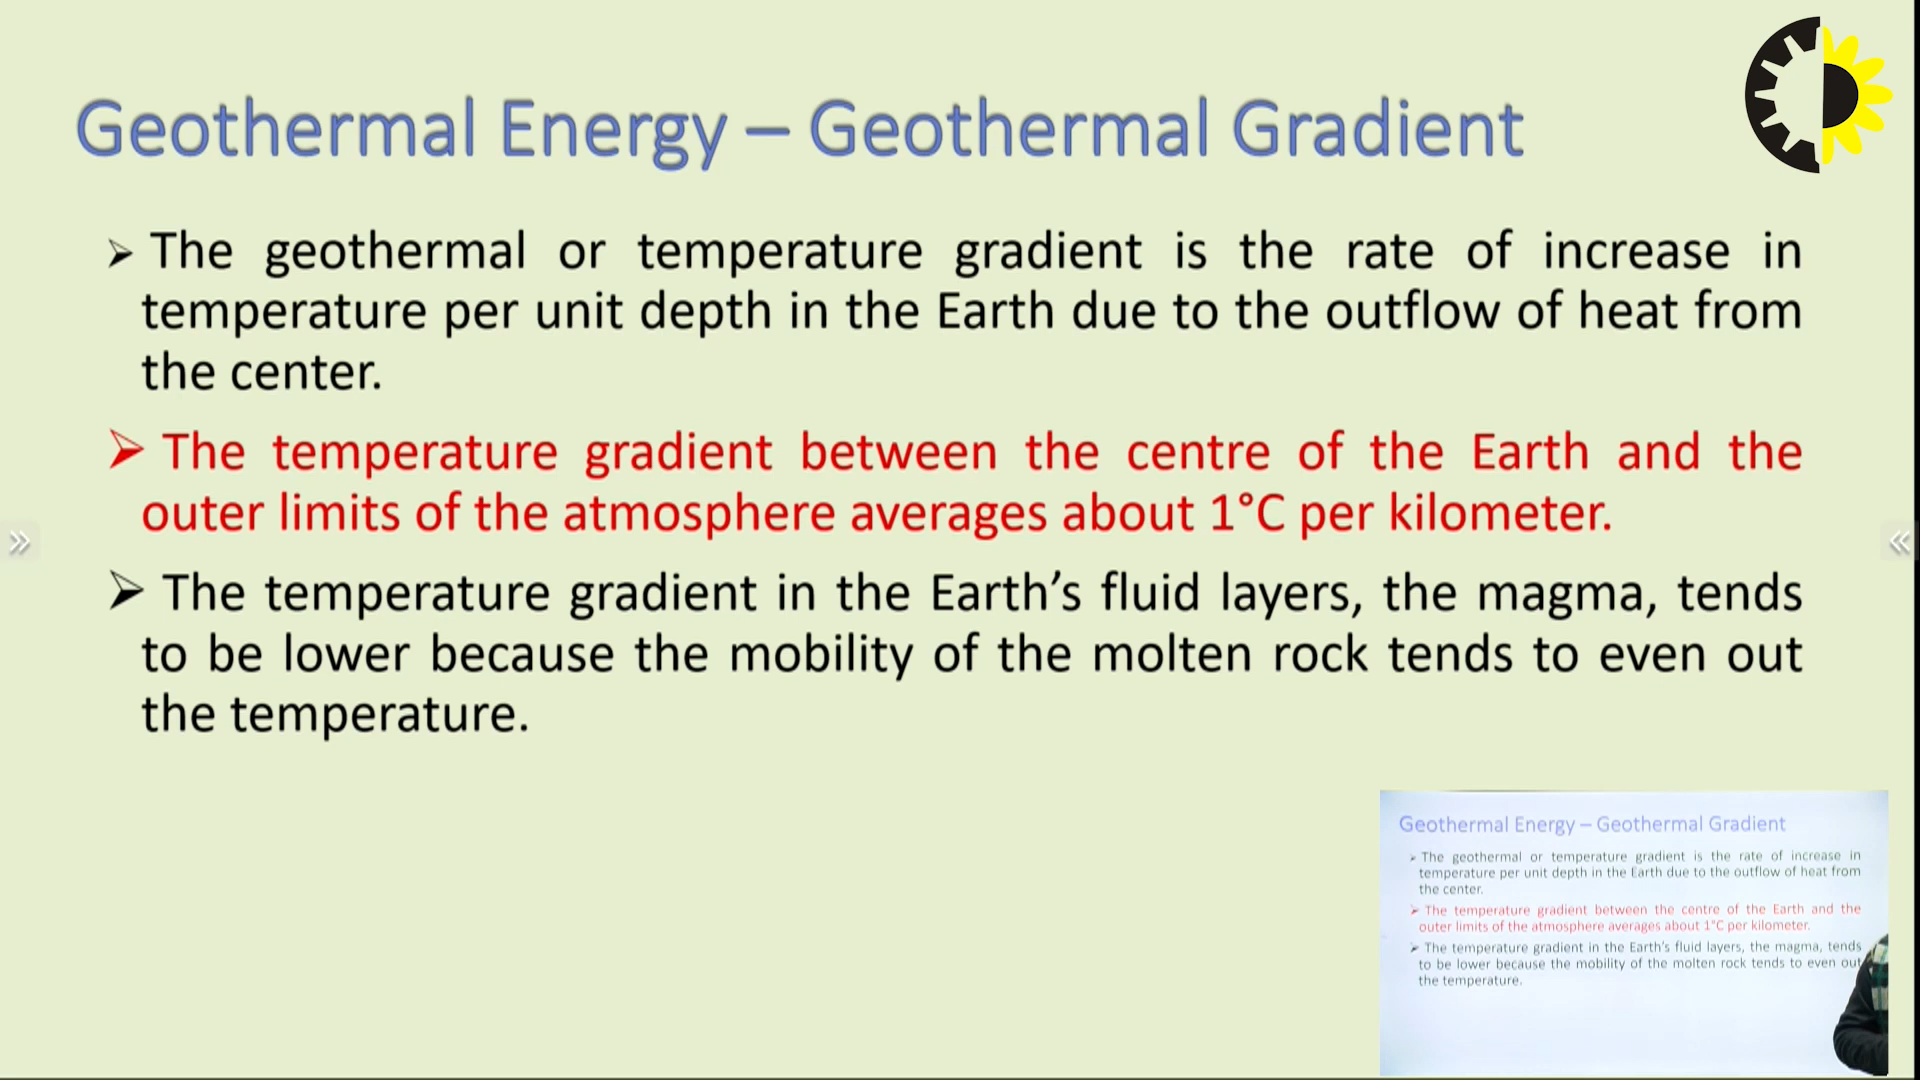 Geothermal Energy – Geothermal Gradient
➢ The geothermal or temperature gradient is the rate of increase in
temperature per unit depth in the Earth due to the outflow of heat from
the center.
➢ The temperature gradient between the centre of the Earth and the
outer limits of the atmosphere averages about 1°C per kilometer.
➢ The temperature gradient in the Earth’s fluid layers, the magma, tends
to be lower because the mobility of the molten rock tends to even out
the temperature.
Geothermal Energy – Geothermal Gradient
➢ The geothermal or temperature gradient is the rate of increase in
temperature per unit depth in the Earth due to the outflow of heat from
the center.
➢ The temperature gradient between the centre of the Earth and the
outer limits of the atmosphere averages about 1°C per kilometer.
➢ The temperature gradient in the Earth’s fluid layers, the magma, tends
to be lower because the mobility of the molten rock tends to even out
the temperature.